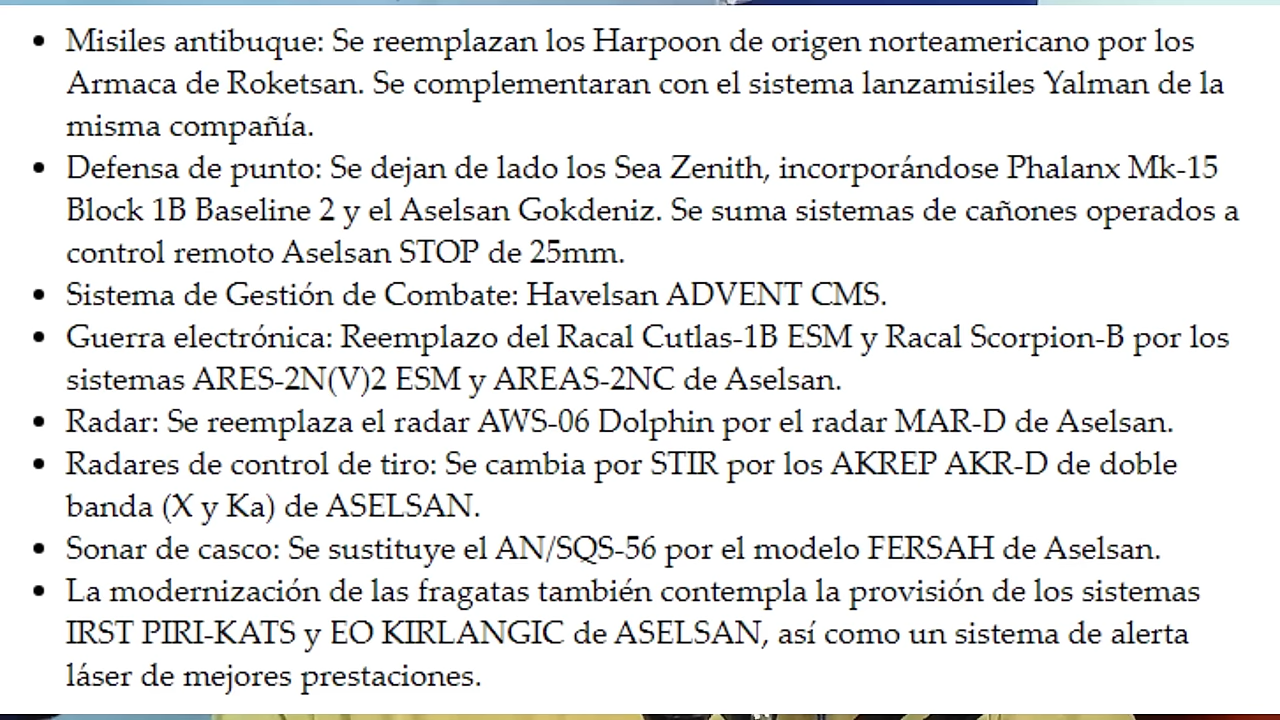 • Misiles antibuque: Se reemplazan los Harpoon de origen norteamericano por los
Armaca de Roketsan. Se complementaran con el sistema lanzamisiles Yalman de la
misma compañía.
• Defensa de punto: Se dejan de lado los Sea Zenith, incorporándose Phalanx Mk-15
Block 1B Baseline 2 y el Aselsan Gokdeniz. Se suma sistemas de cañones operados a
control remoto Aselsan STOP de 25mm.
• Sistema de Gestión de Combate: Havelsan ADVENT CMS.
• Guerra electrónica: Reemplazo del Racal Cutlas-1B ESM y Racal Scorpion-B por los
sistemas ARES-2N(V)2 ESM y AREAS-2NC de Aselsan.
• Radar: Se reemplaza el radar AWS-06 Dolphin por el radar MAR-D de Aselsan.
• Radares de control de tiro: Se cambia por STIR por los AKREP AKR-D de doble
banda (X y Ka) de ASELSAN.
• Sonar de casco: Se sustituye el AN/SQS-56 por el modelo FERSAH de Aselsan.
• La modernización de las fragatas también contempla la provisión de los sistemas
IRST PIRI-KATS y EO KIRLANGIC de ASELSAN, así como un sistema de alerta
láser de mejores prestaciones.